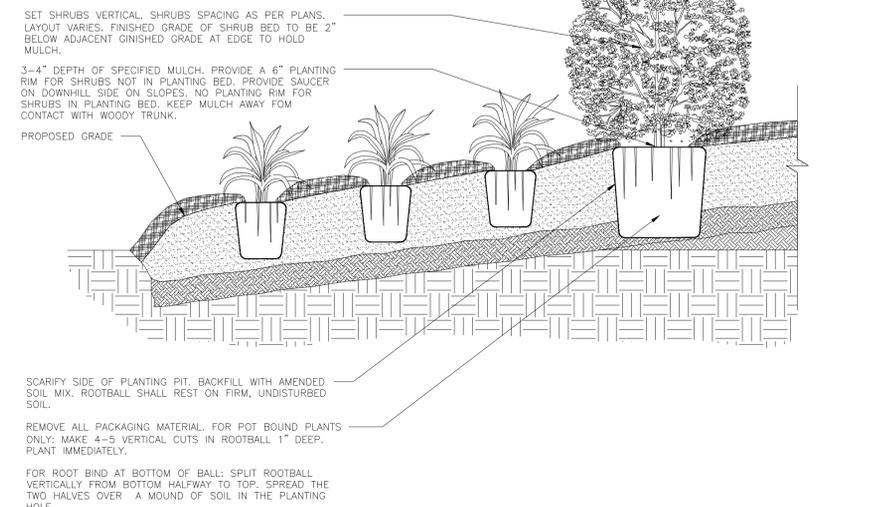 SET SHRUBS VERTICAL. SHRUBS SPACING AS PER PLANS.
LAYOUT VARIES. FINISHED GRADE OF SHRUB BED TO BE 2"
BELOW ADJACENT GINISHED GRADE AT EDGE TO HOLD
MULCH.
3-4" DEPTH OF SPECIFIED MULCH. PROVIDE A 6" PLANTING
RIM FOR SHRUBS NOT IN PLANTING BED. PROVIDE SAUCER
ON DOWNHILL SIDE ON SLOPES. NO PLANTING RIM FOR
SHRUBS IN PLANTING BED. KEEP MULCH AWAY FOM
CONTACT WITH WOODY TRUNK.
PROPOSED GRADE
SCARIFY SIDE OF PLANTING PIT. BACKFILL WITH AMENDED
SOIL MIX. ROOTBALL SHALL REST ON FIRM, UNDISTURBED
SOIL.
REMOVE ALL PACKAGING MATERIAL. FOR POT BOUND PLANTS
ONLY: MAKE 4-5 VERTICAL CUTS IN ROOTBALL 1" DEEP.
PLANT IMMEDIATELY.
FOR ROOT BIND AT BOTTOM OF BALL: SPLIT ROOTBALL
VERTICALLY FROM BOTTOM HALFWAY TO TOP. SPREAD THE
TWO HALVES OVER A MOUND OF SOIL IN THE PLANTING
HOLE.